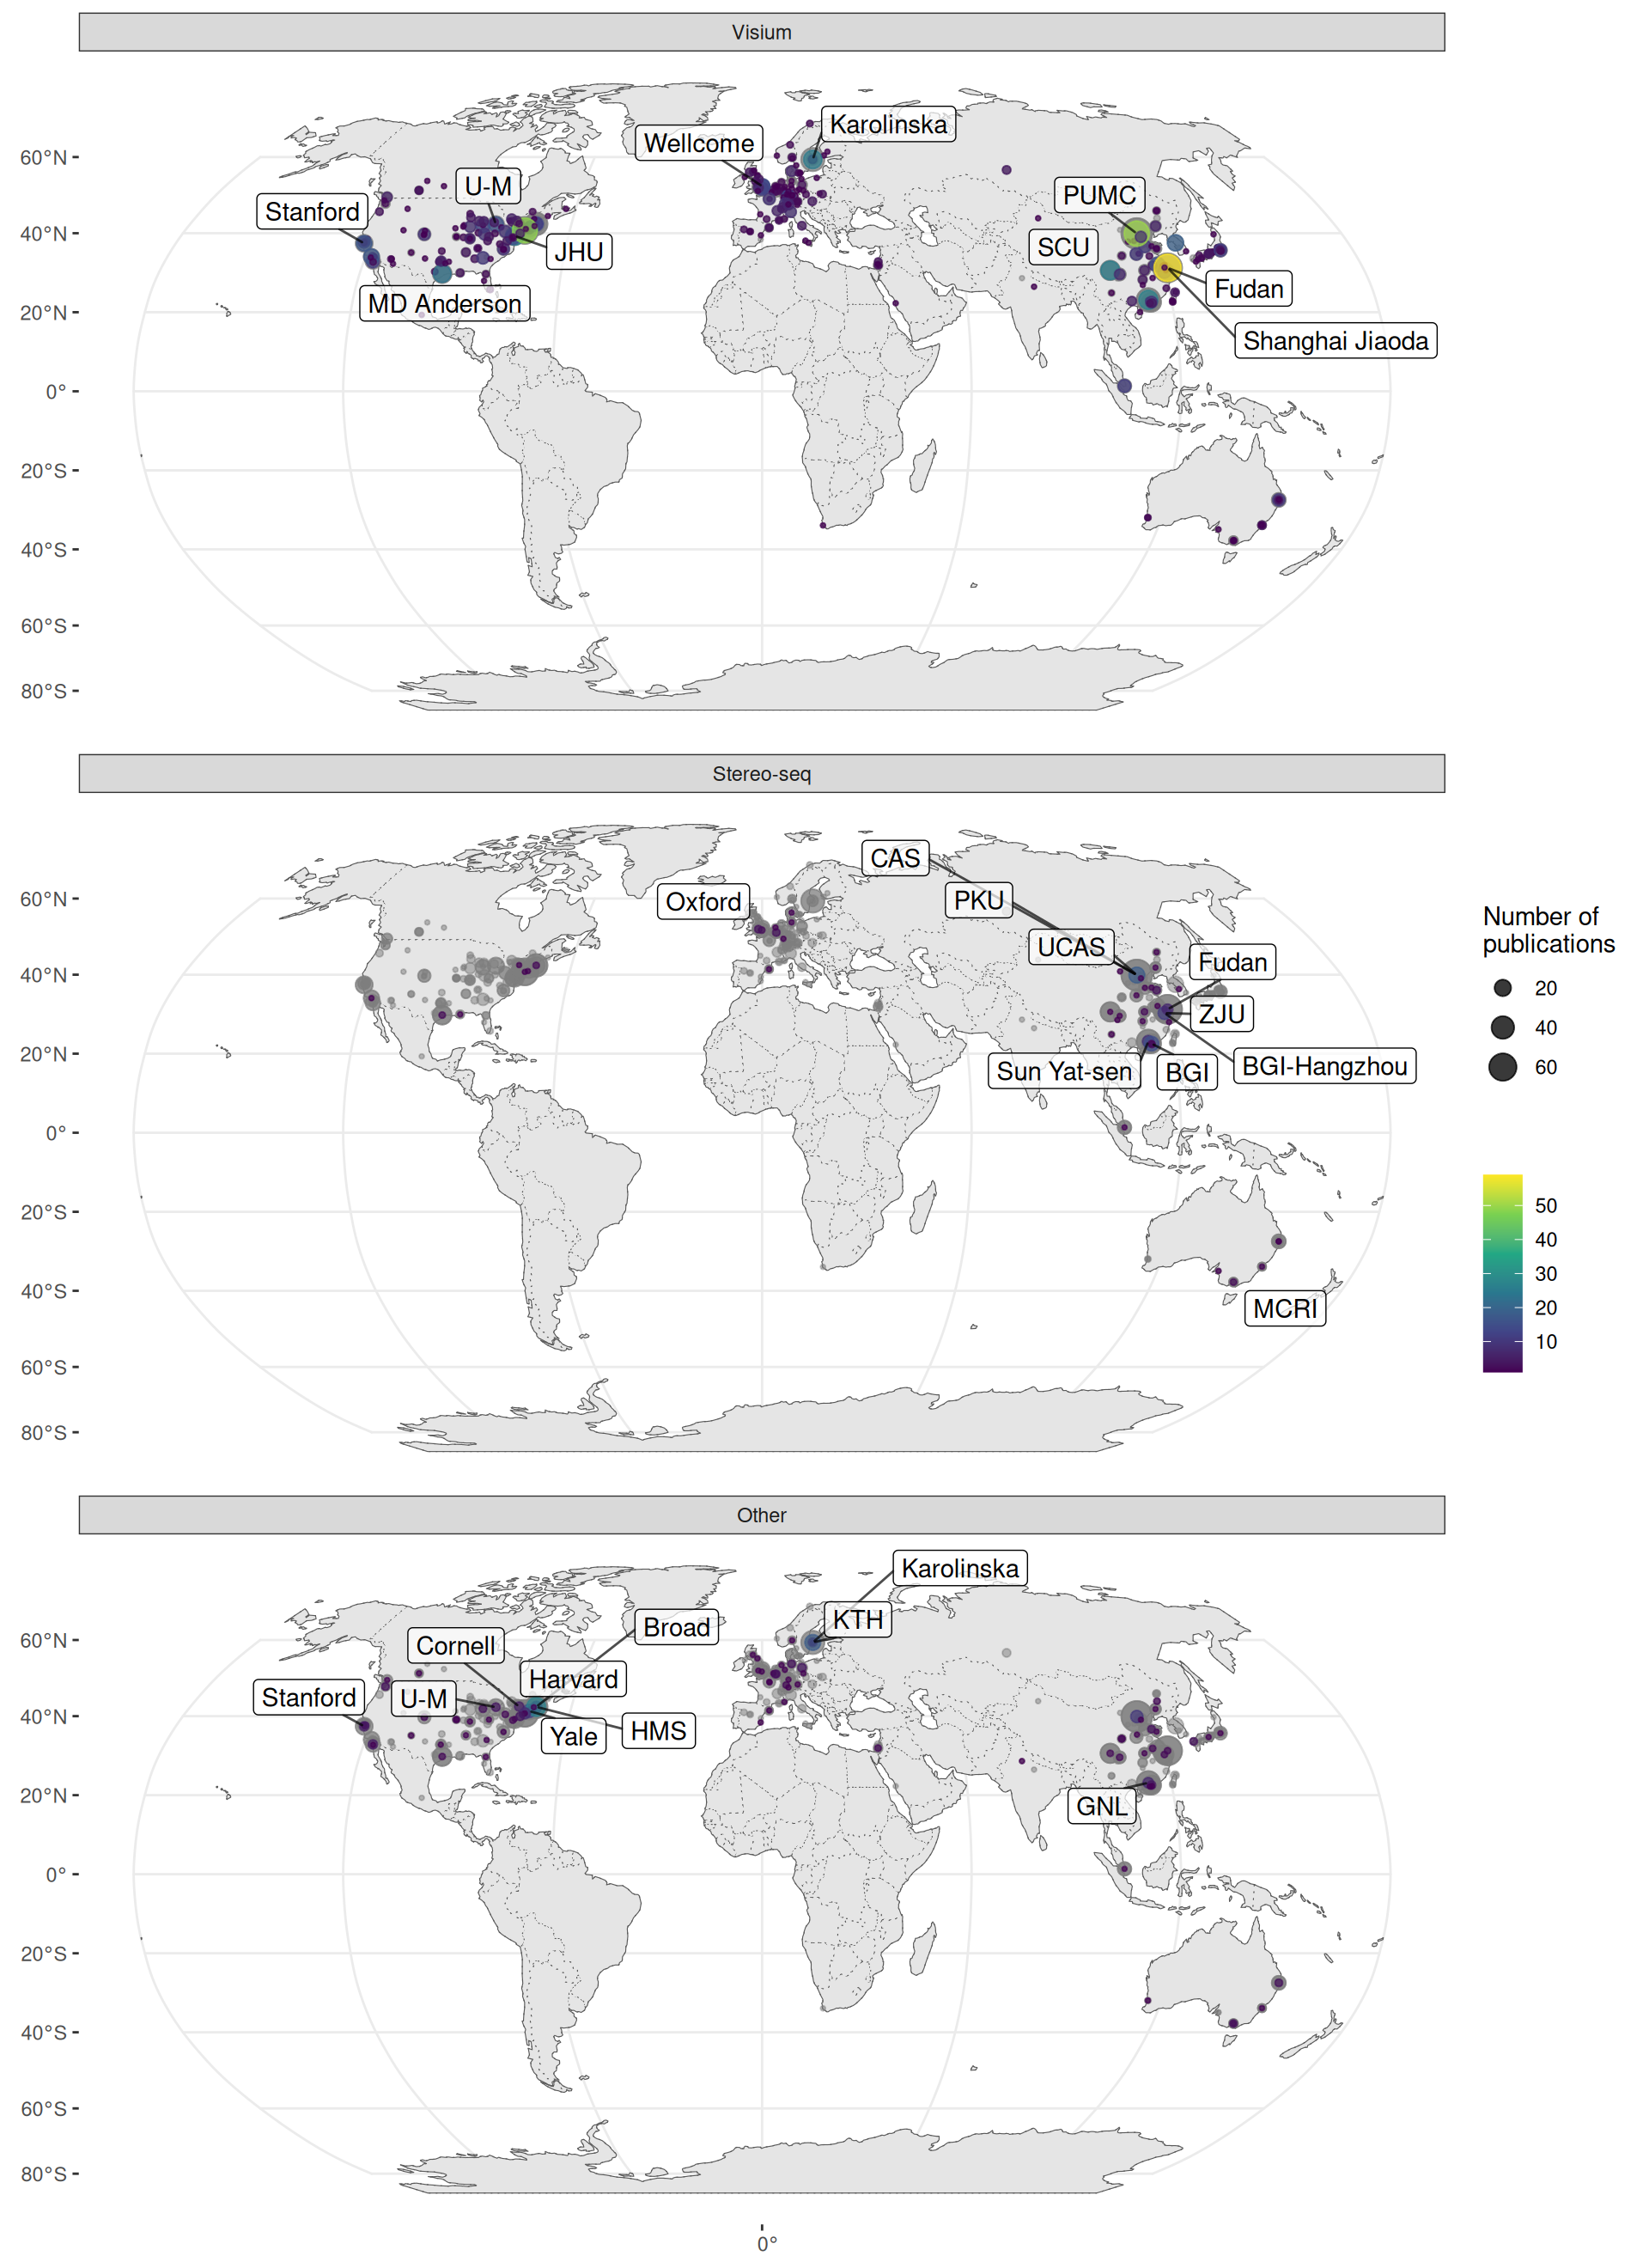 Visium
Karolinska
Wellcome
60°N
U-M
PUMC
Stanford
40°N
JHU
SCU
Fudan
MD Anderson
20°N
Shanghai Jiaoda
0°
20°S
40°S
60°S
80°S
Stereo-seq
CAS
60°N
Oxford
PKU
UCAS
Fudan
40°N
ZJU
20°N
Sun Yat-sen
BGI
BGI-Hangzhou
0°
20°S
40°S
MCRI
60°S
80°S
Number of
publications
20
40
60
50
40
30
20
10
Other
Karolinska
KTH
Broad
60°N
Cornell
Harvard
Stanford
U-M
40°N
Yale
HMS
GNL
20°N
0°
20°S
40°S
60°S
80°S
0°